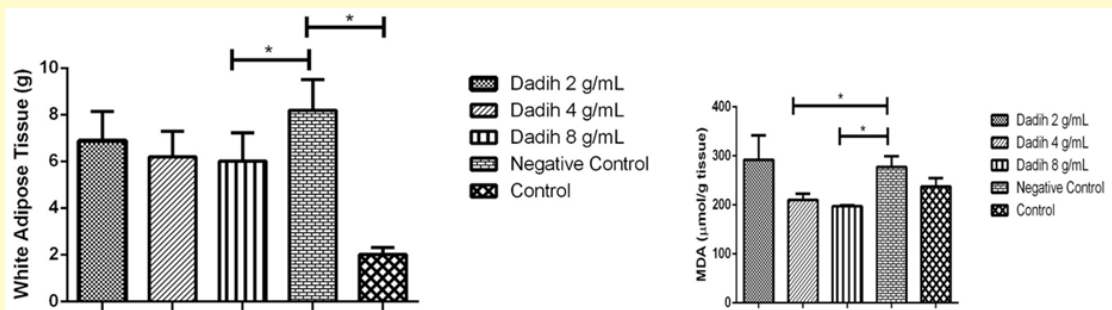 *
*
White Adipose Tissue (g)
10
8
6
4
2
0
Dadih 2 g/mL
Dadih 4 g/mL
Dadih 8 g/mL
Negative Control
Control
*
*
MDA (μmol/g tissue)
400
300
200
100
0
Dadih 2 g/mL
Dadih 4 g/mL
Dadih 8 g/mL
Negative Control
Control